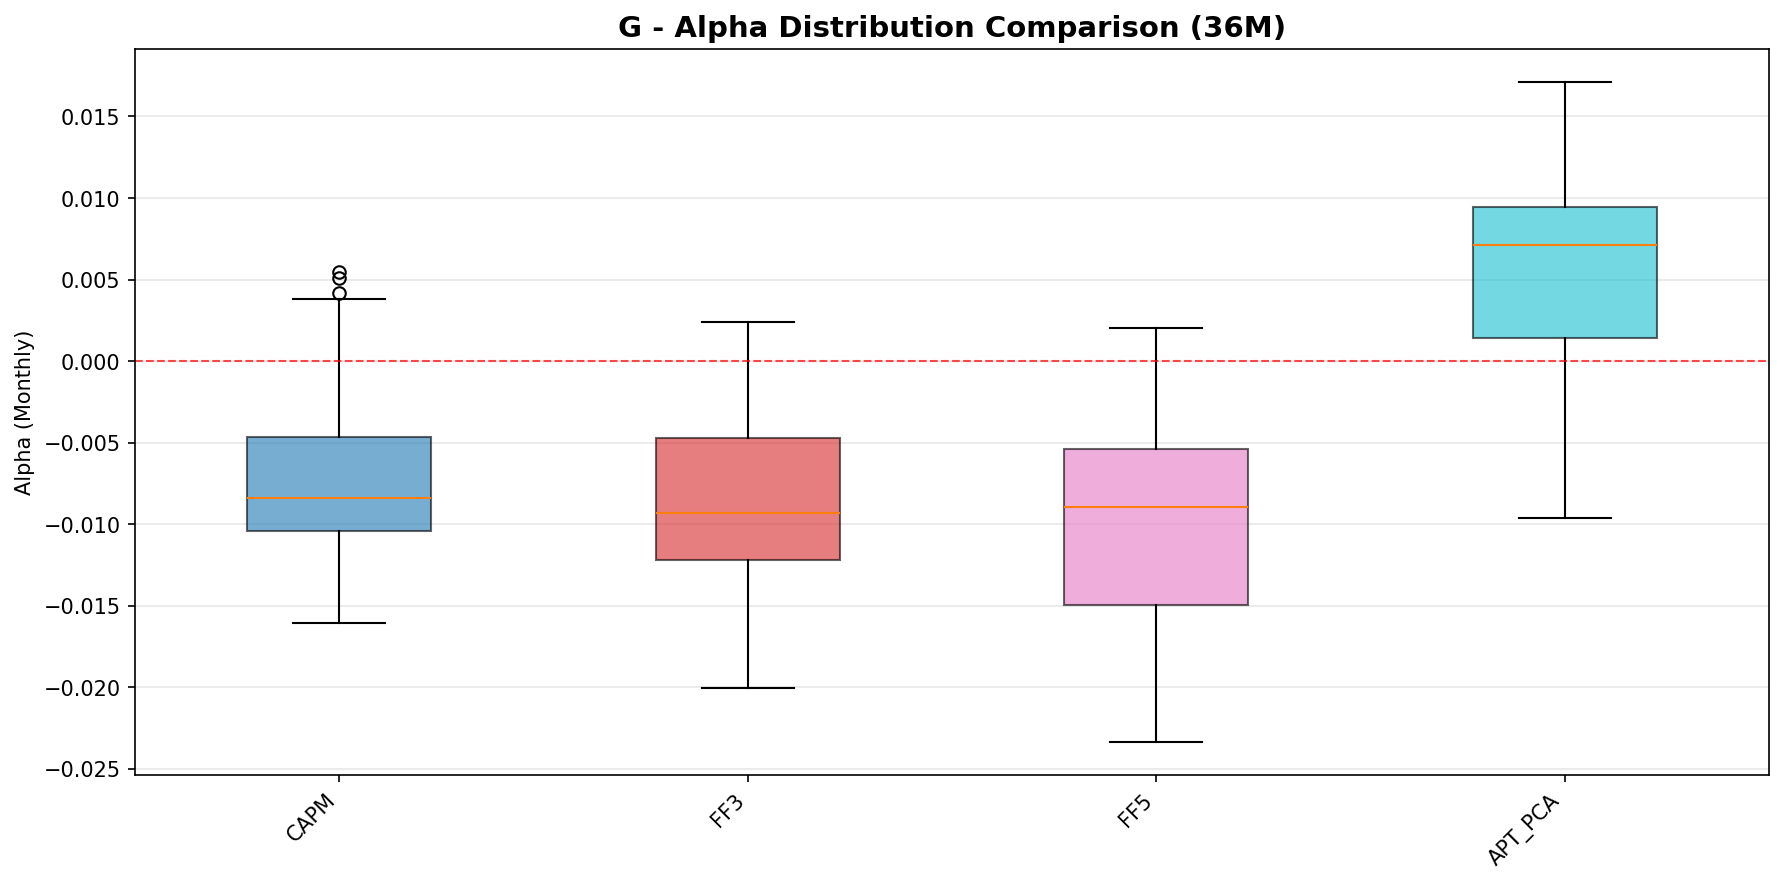 G - Alpha Distribution Comparison (36M)
Alpha (Monthly)
0.015
0.010
0.005
0.000
−0.005
−0.010
−0.015
−0.020
−0.025
CAPM
FF3
FF5
APT_PCA